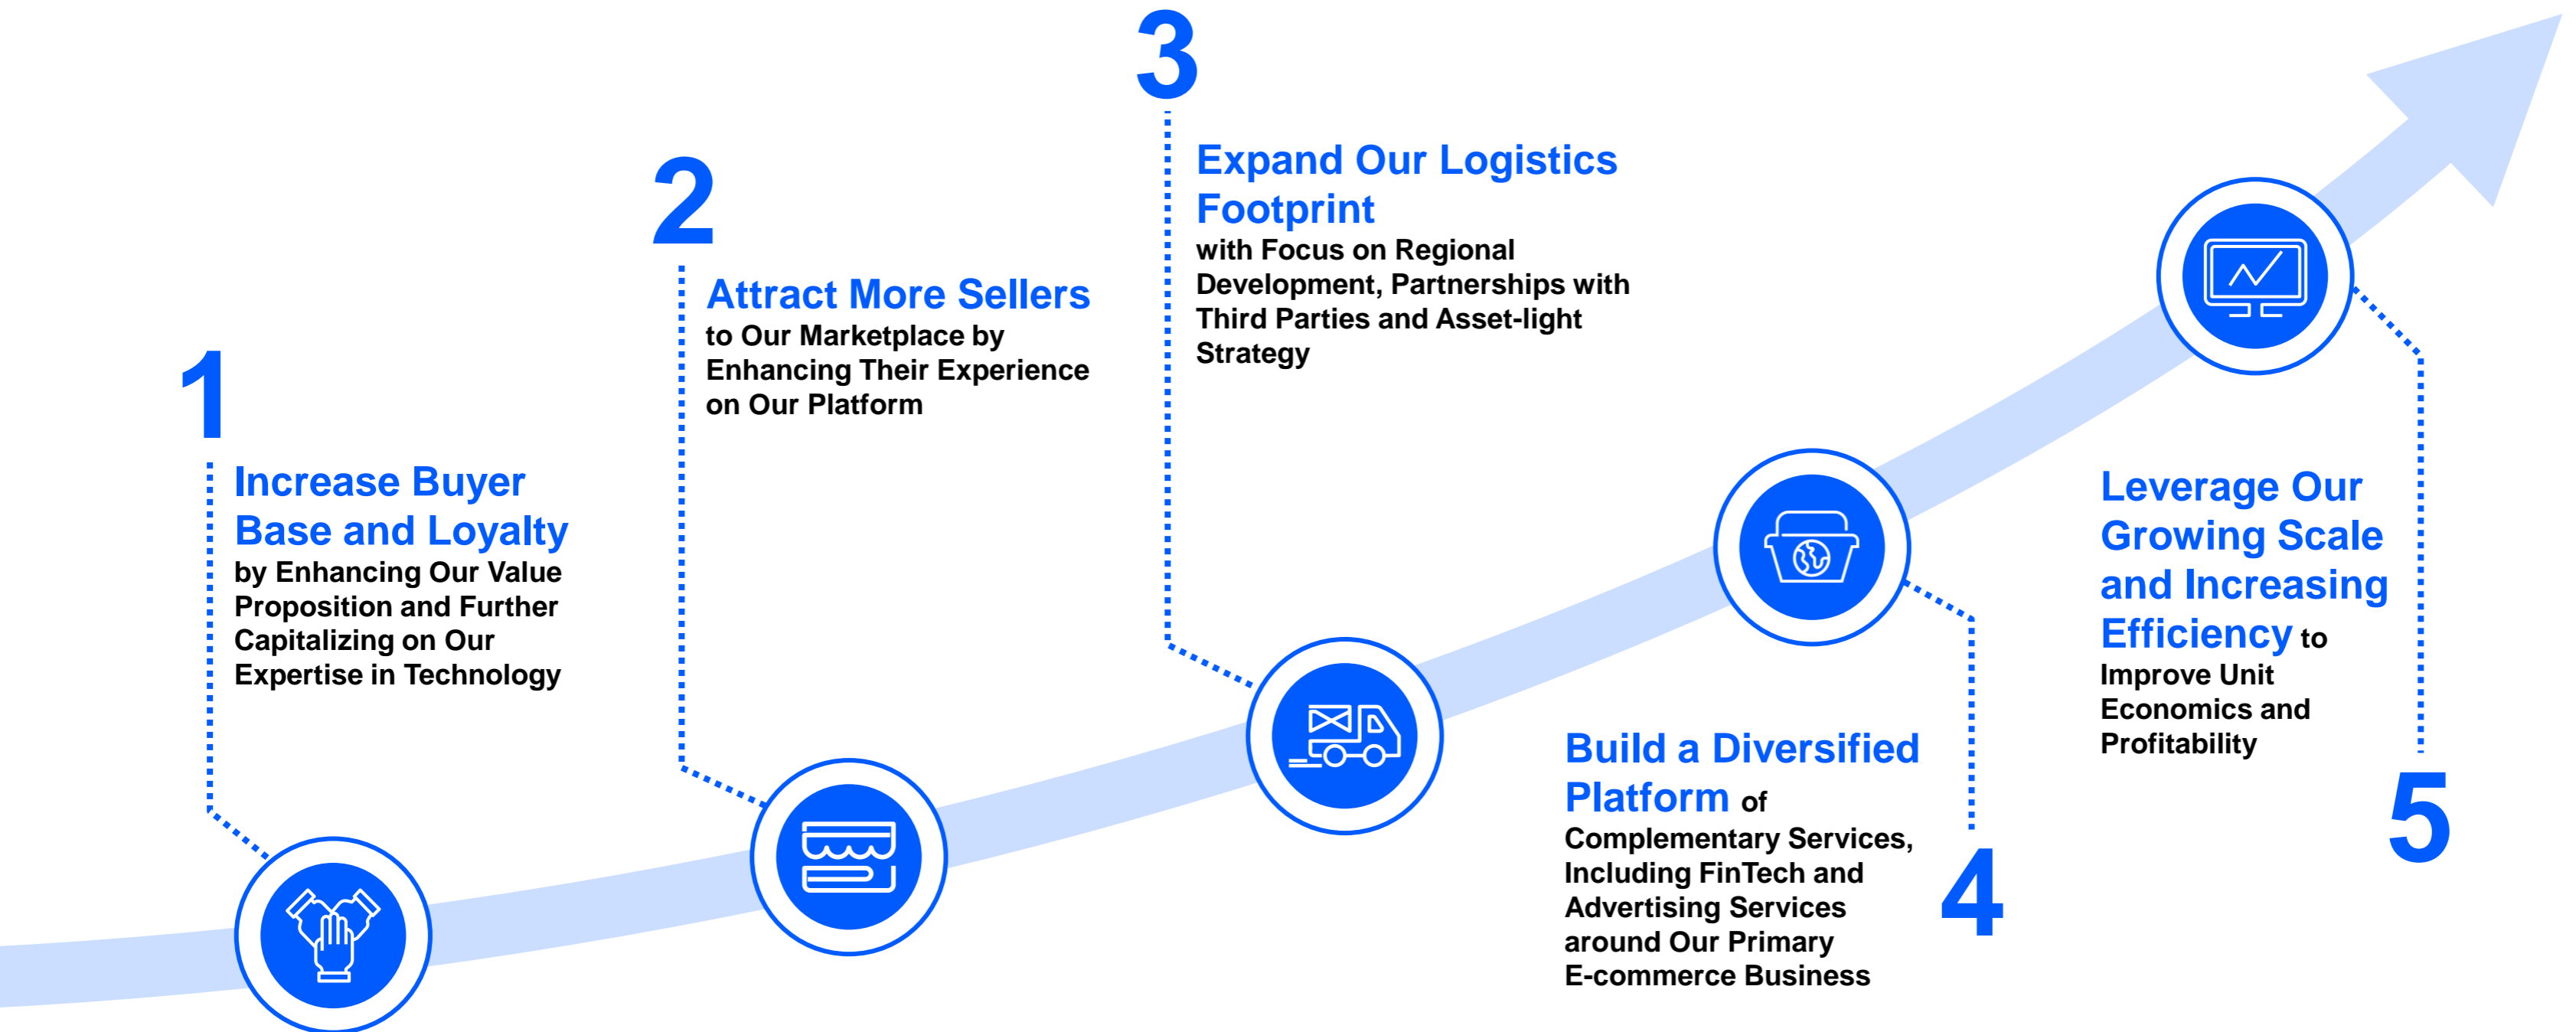 1
Increase Buyer
Base and Loyalty
by Enhancing Our Value
Proposition and Further
Capitalizing on Our
Expertise in Technology
2
Attract More Sellers
to Our Marketplace by
Enhancing Their Experience
on Our Platform
3
Expand Our Logistics
Footprint
with Focus on Regional
Development, Partnerships with
Third Parties and Asset-light
Strategy
Build a Diversified
Platform of
Complementary Services,
Including FinTech and
Advertising Services
around Our Primary
E-commerce Business
4
Leverage Our
Growing Scale
and Increasing
Efficiency to
Improve Unit
Economics and
Profitability
5